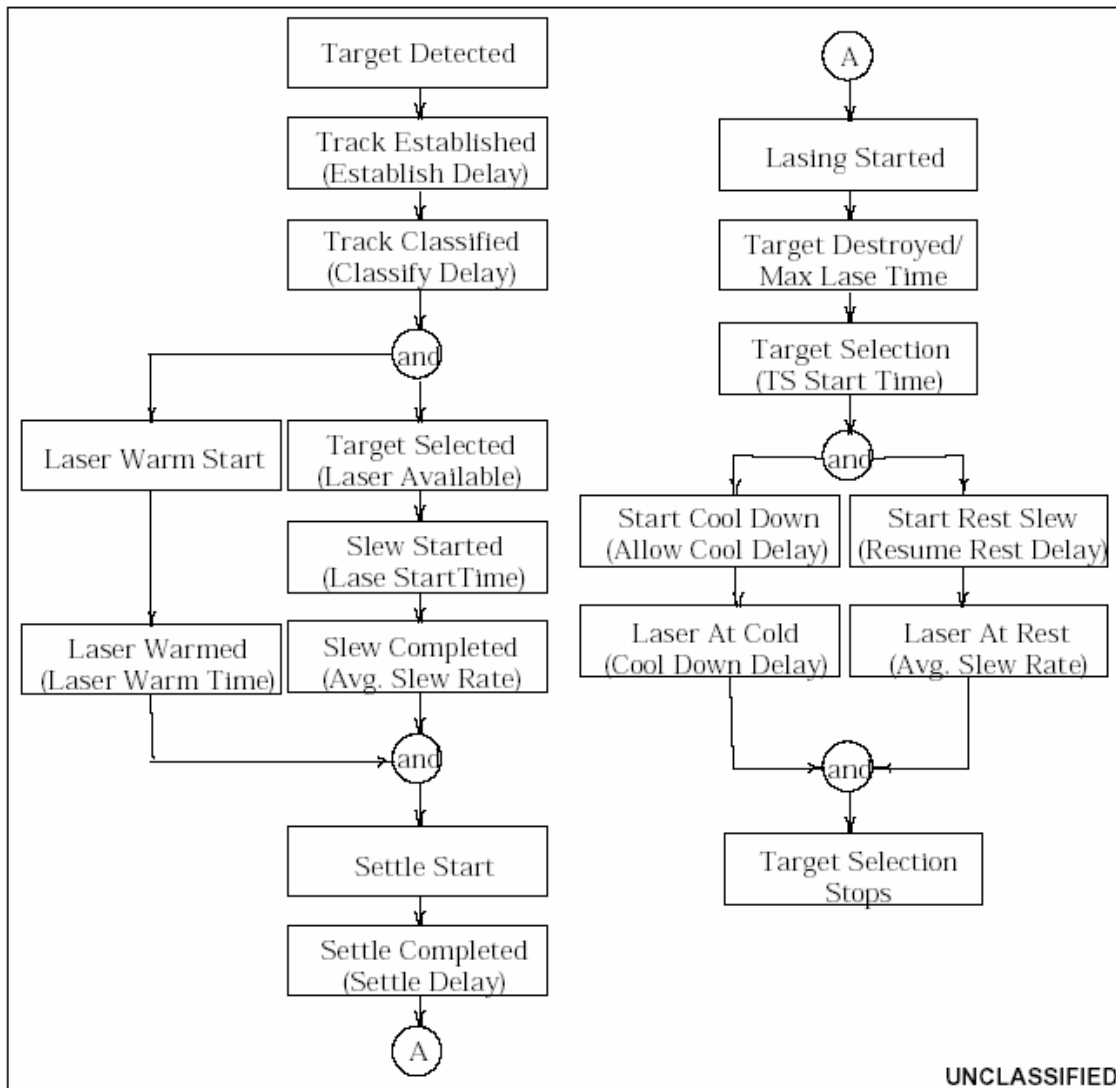 Target Detected
Track Established
(Establish Delay)
Track Classified
(Classify Delay)
and
Laser Warm Start
Target Selected
(Laser Available)
Slew Started
(Lase StartTime)
Laser Warmed
(Laser Warm Time)
Slew Completed
(Avg. Slew Rate)
and
Settle Start
Settle Completed
(Settle Delay)
A
A
Lasing Started
Target Destroyed/
Max Lase Time
Target Selection
(TS Start Time)
and
Start Cool Down
(Allow Cool Delay)
Start Rest Slew
(Resume Rest Delay)
Laser At Cold
(Cool Down Delay)
Laser At Rest
(Avg. Slew Rate)
and
Target Selection
Stops
UNCLASSIFIED